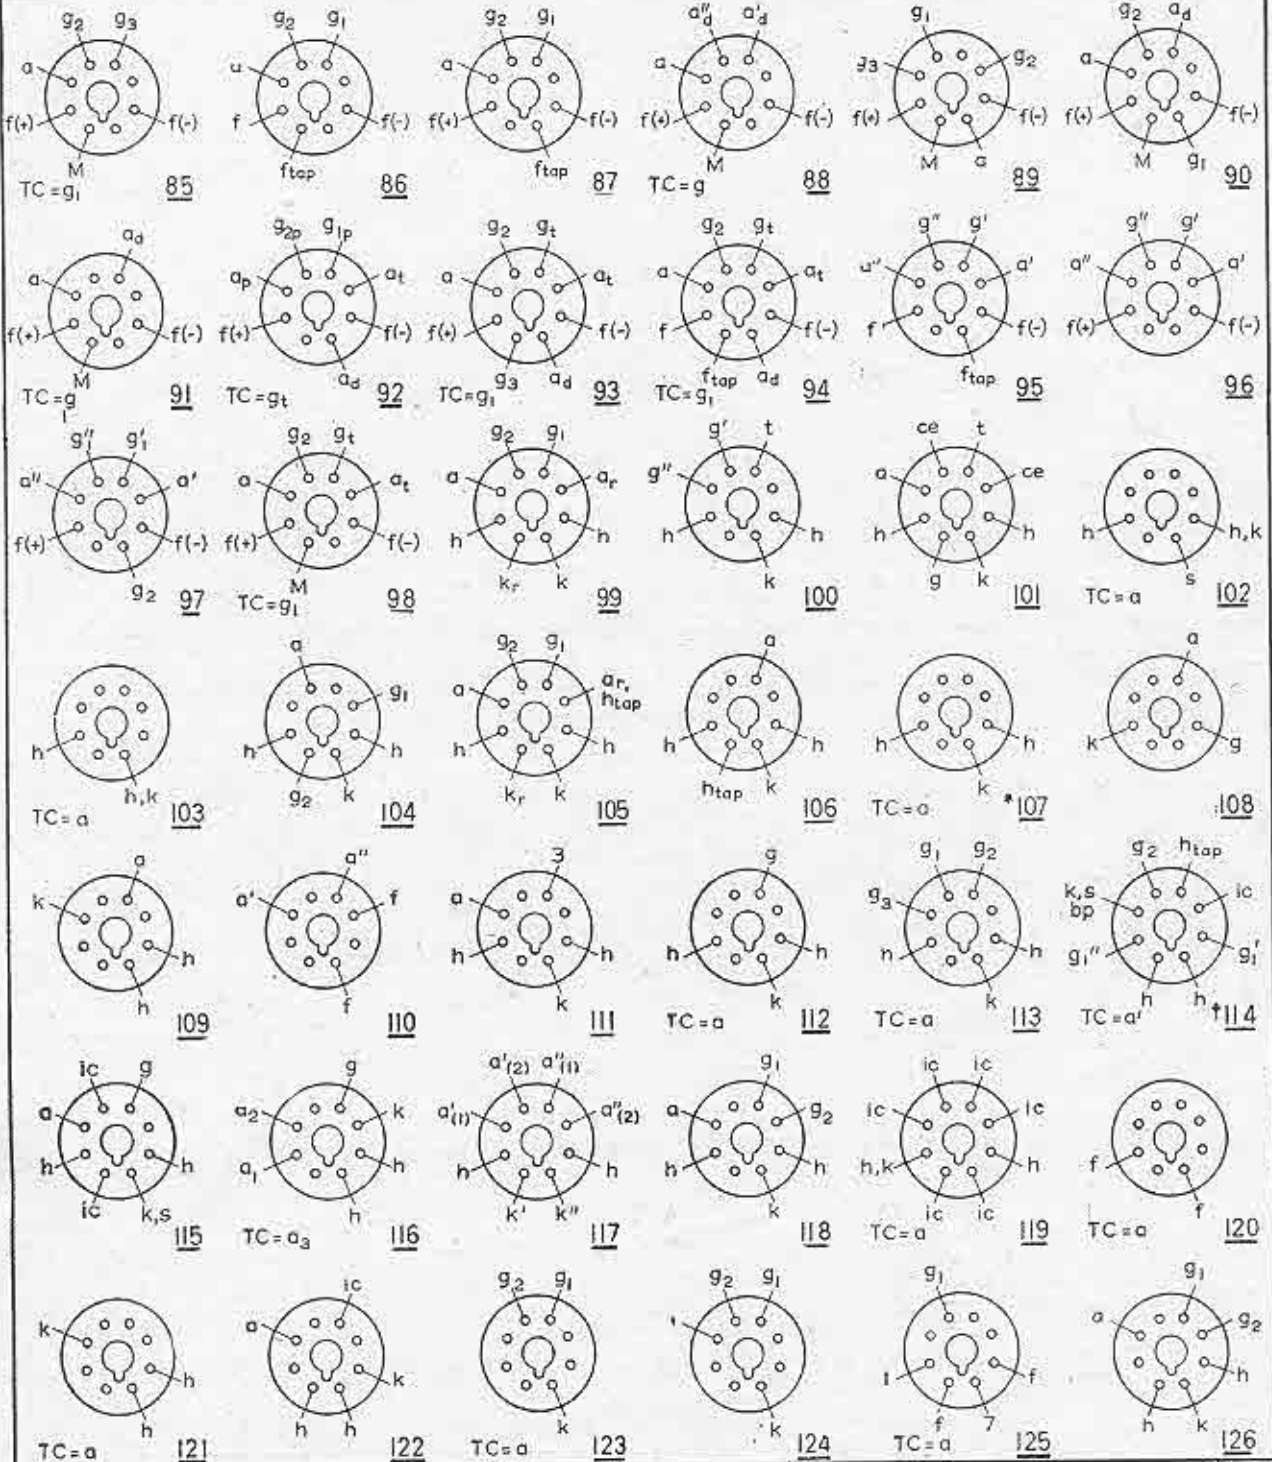 g2 g3
a
f(+) f(-)
M
TC=g1 85
g2 g1
u
f f(-)
ftap
86
g2 g1
a
f(+) f(-)
ftap
87
a"d a'd
a
f(+) f(-)
M
TC=g 88
g1
g3 g2
f(+) f(-)
M a
89
g2 ad
a
f(+) f(-)
M g1
90
ad
a
f(+) f(-)
M
TC=g1 91
g2p g1p
ap at
f(+) f(-)
ad
TC=gt 92
g2 gt
a at
f(+) f(-)
g3 ad
TC=g1 93
g2 gt
a at
f f(-)
ftap ad
TC=g1 94
g" g'
u" a'
f f(-)
ftap
95
g" g'
a" a'
f(+) f(-)
96
g1" g1'
a" a'
f(+) f(-)
g2 97
g2 gt
a at
f(+) f(-)
M
TC=g1 98
g2 g1
a ar
h h
kr k
99
g' t
g"
h h
k
100
ce t
a ce
h h
g k
101
h h,k
s
TC=a 102
h
h,k
TC=a 103
a
g1
h h
g2 k
104
g2 g1
a ar,
htap
h h
kr k
105
a
h h
htap k
106
h h
k
TC=a *107
a
k g
108
a
k
h
h
109
a"
a' f
f
110
3
a
h h
k
111
g
h h
k
TC=a 112
g1 g2
g3
h h
k
TC=a 113
g2 htap
k,s ic
bp
g1" g1'
h h
TC=a' †114
ic g
a
h h
ic k,s
115
g
a2 k
a1 h
h
TC=a3 116
a'(2) a"(1)
a'(1) a"(2)
h h
k' k"
117
g1
a g2
h h
k
118
ic ic
ic ic
h,k h
ic ic
TC=a 119
f
f
TC=a 120
k
h
h
TC=a 121
ic
a
k
h h
122
g2 g1
k
TC=a 123
g2 g1
k
124
g1
1 f
f 7
TC=a 125
g1
a g2
h
h k
126